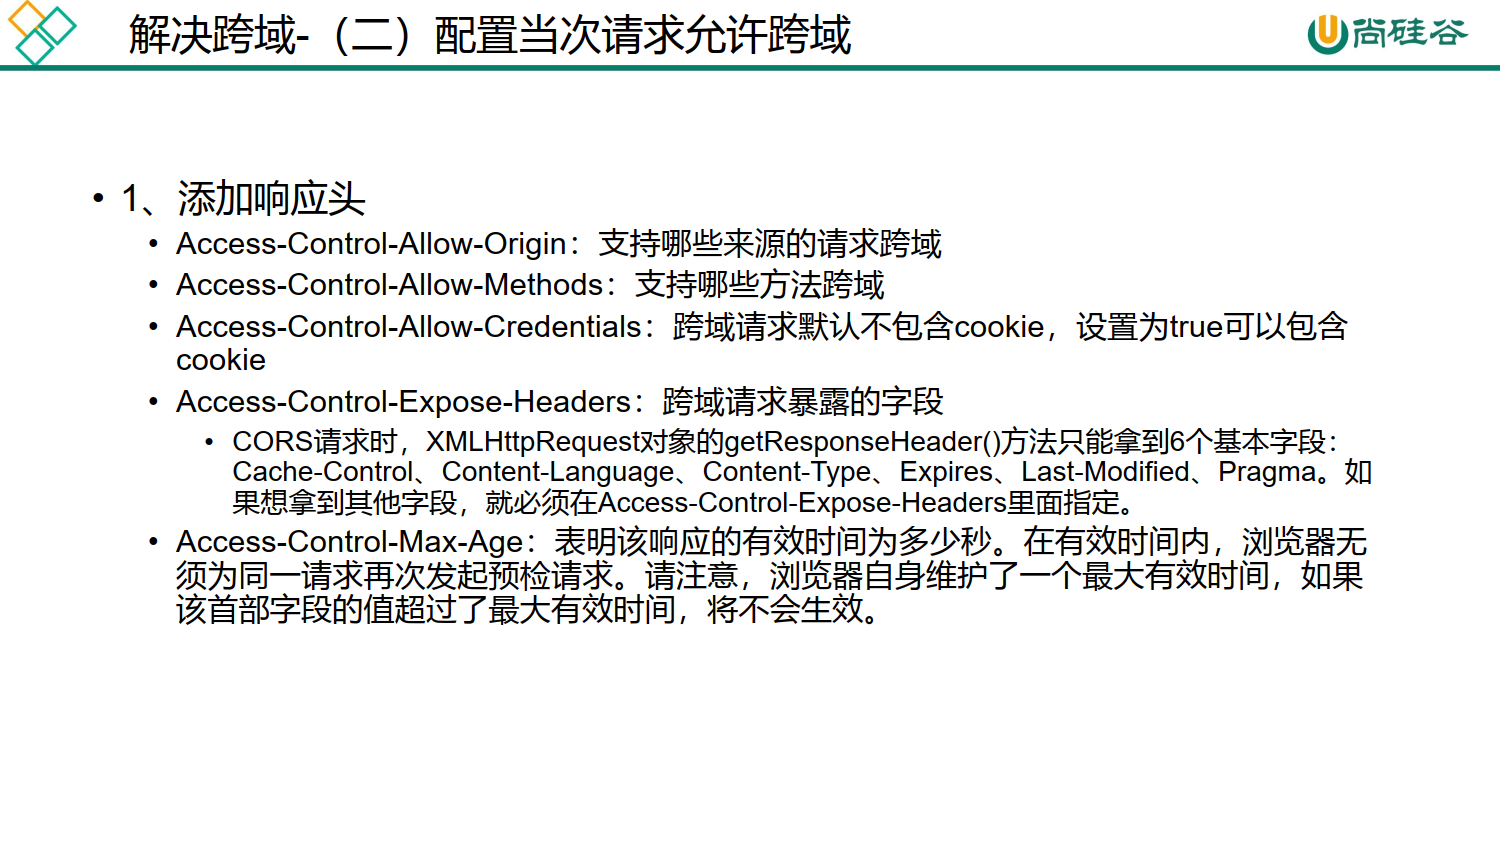 解决跨域-（二）配置当次请求允许跨域
尚硅谷
• 1、添加响应头
• Access-Control-Allow-Origin：支持哪些来源的请求跨域
• Access-Control-Allow-Methods：支持哪些方法跨域
• Access-Control-Allow-Credentials：跨域请求默认不包含cookie，设置为true可以包含
cookie
• Access-Control-Expose-Headers：跨域请求暴露的字段
• CORS请求时，XMLHttpRequest对象的getResponseHeader()方法只能拿到6个基本字段：
Cache-Control、Content-Language、Content-Type、Expires、Last-Modified、Pragma。如
果想拿到其他字段，就必须在Access-Control-Expose-Headers里面指定。
• Access-Control-Max-Age：表明该响应的有效时间为多少秒。在有效时间内，浏览器无
须为同一请求再次发起预检请求。请注意，浏览器自身维护了一个最大有效时间，如果
该首部字段的值超过了最大有效时间，将不会生效。